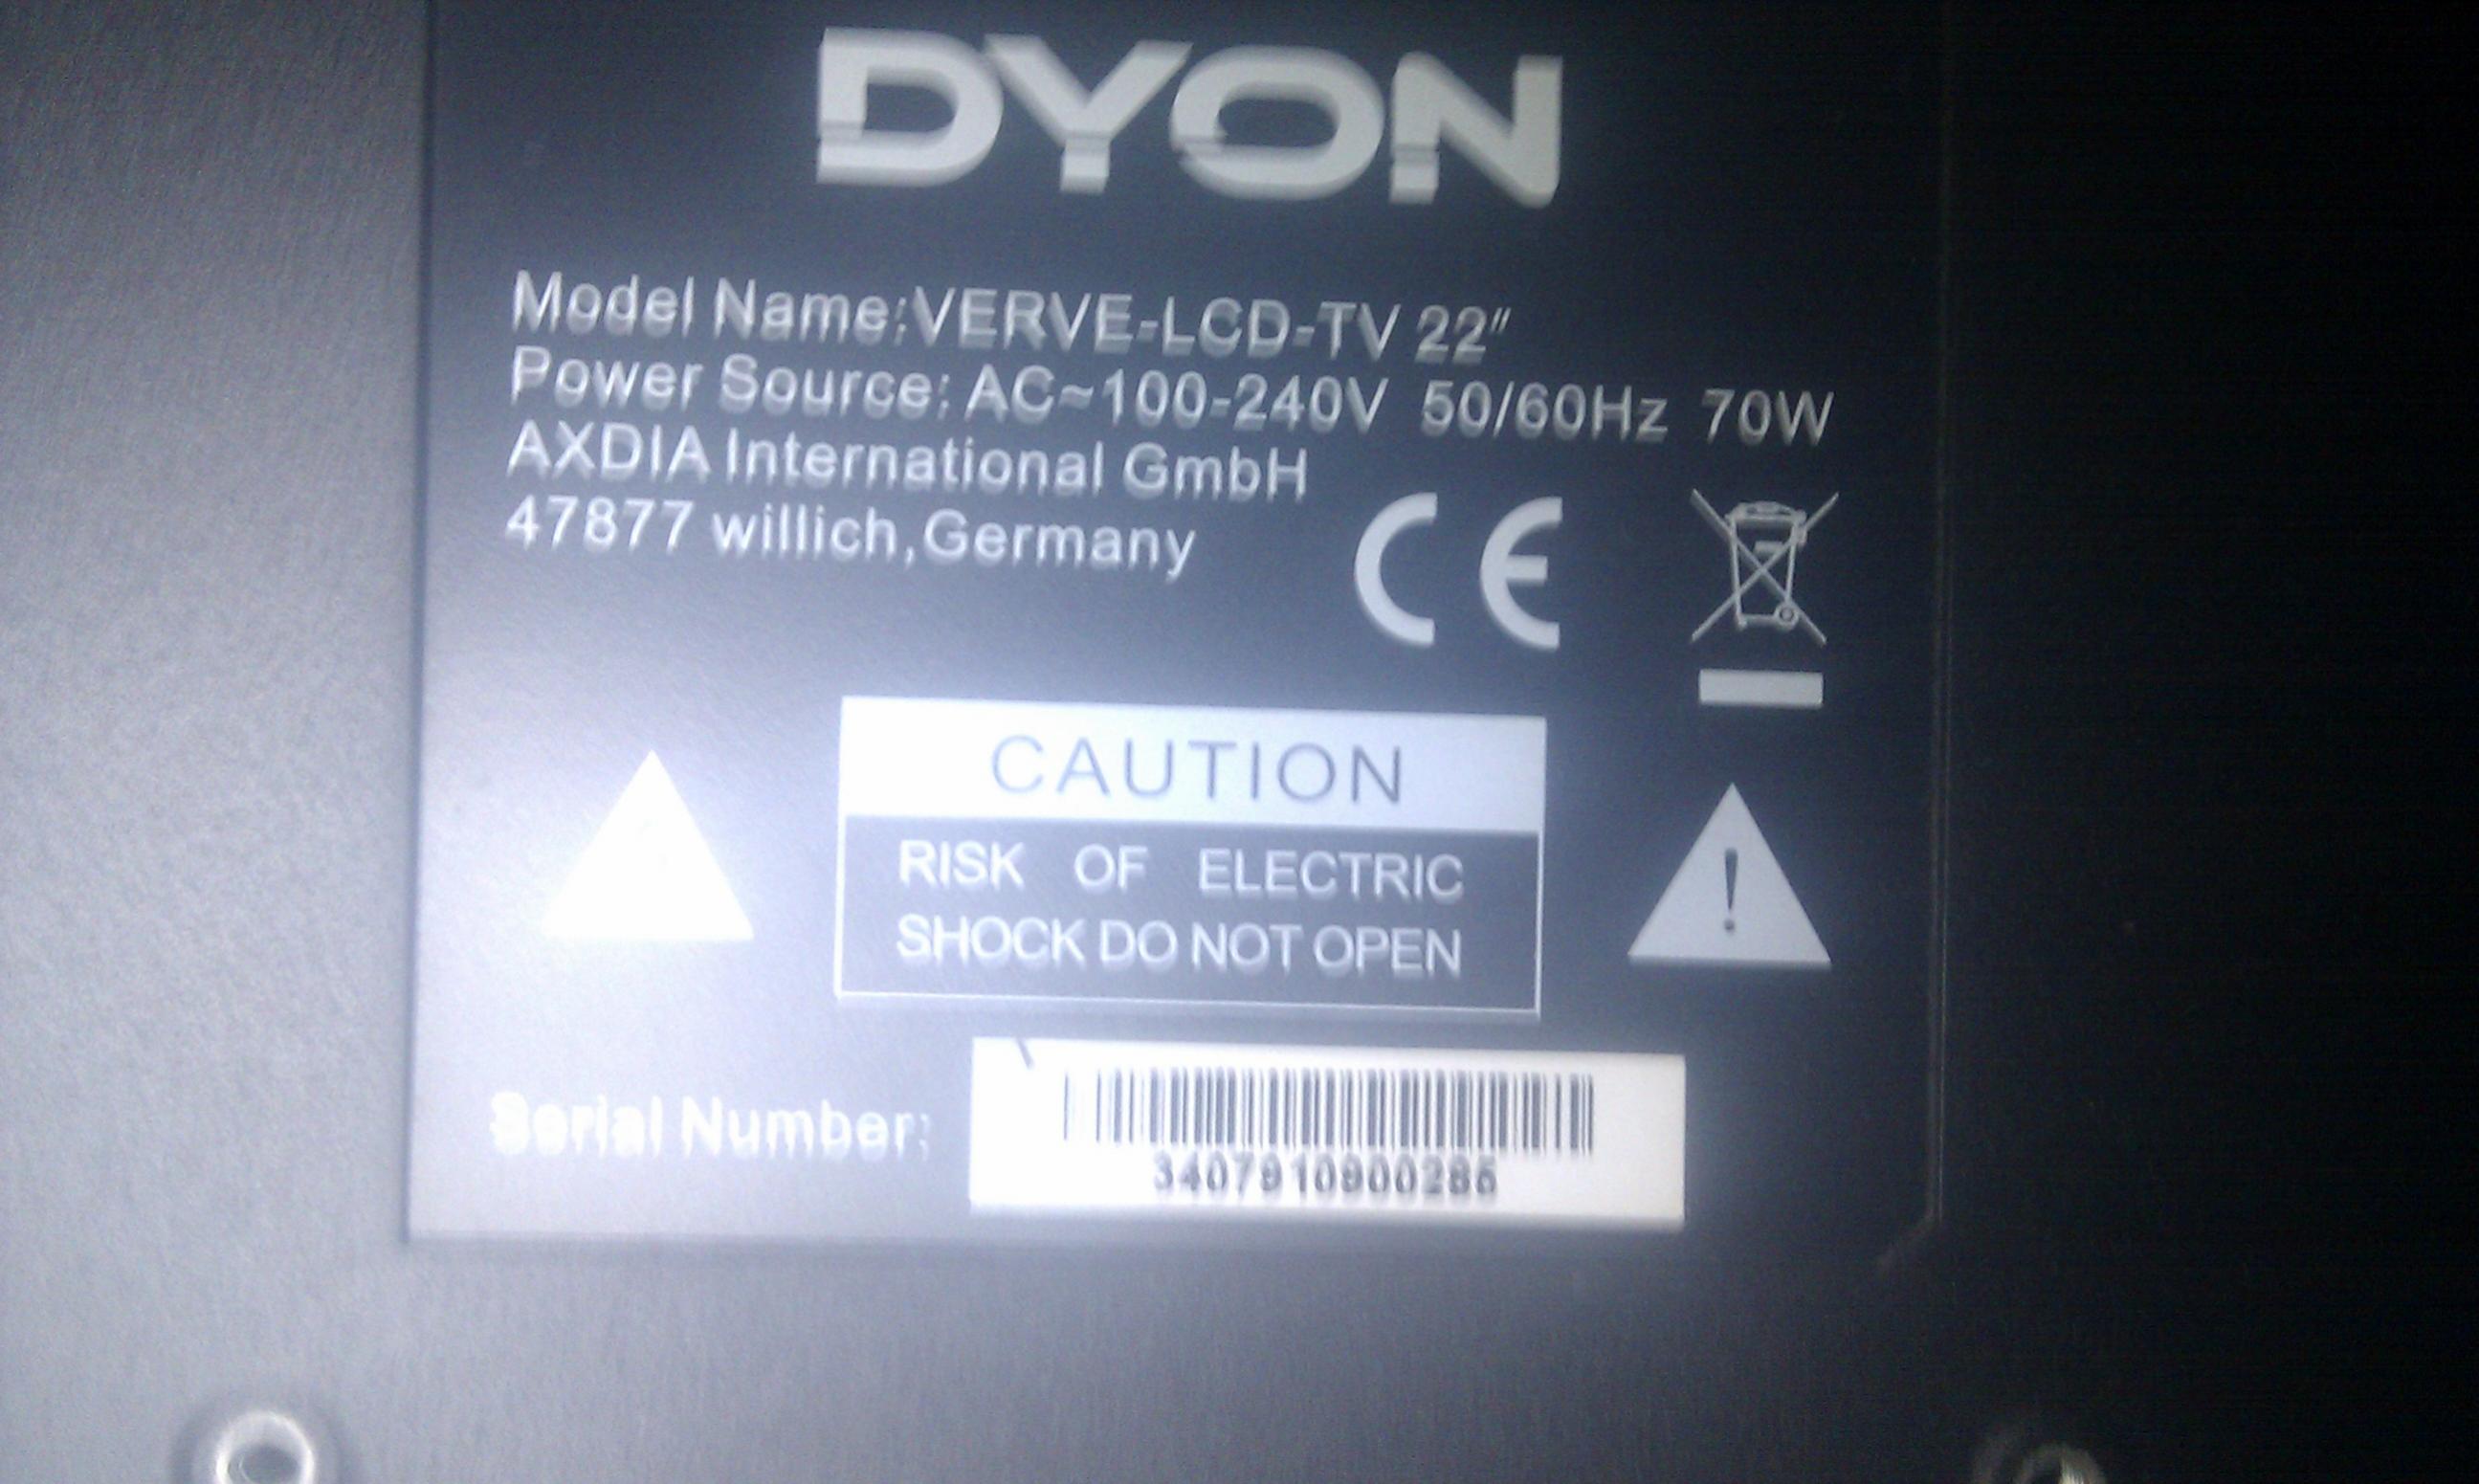 DYON
Model Name:VERVE-LCD-TV 22"
Power Source: AC~100-240V 50/60Hz 70W
AXDIA International GmbH
47877 willich,Germany
CE
CAUTION
RISK OF ELECTRIC
SHOCK DO NOT OPEN
!
Serial Number:
3407910900285